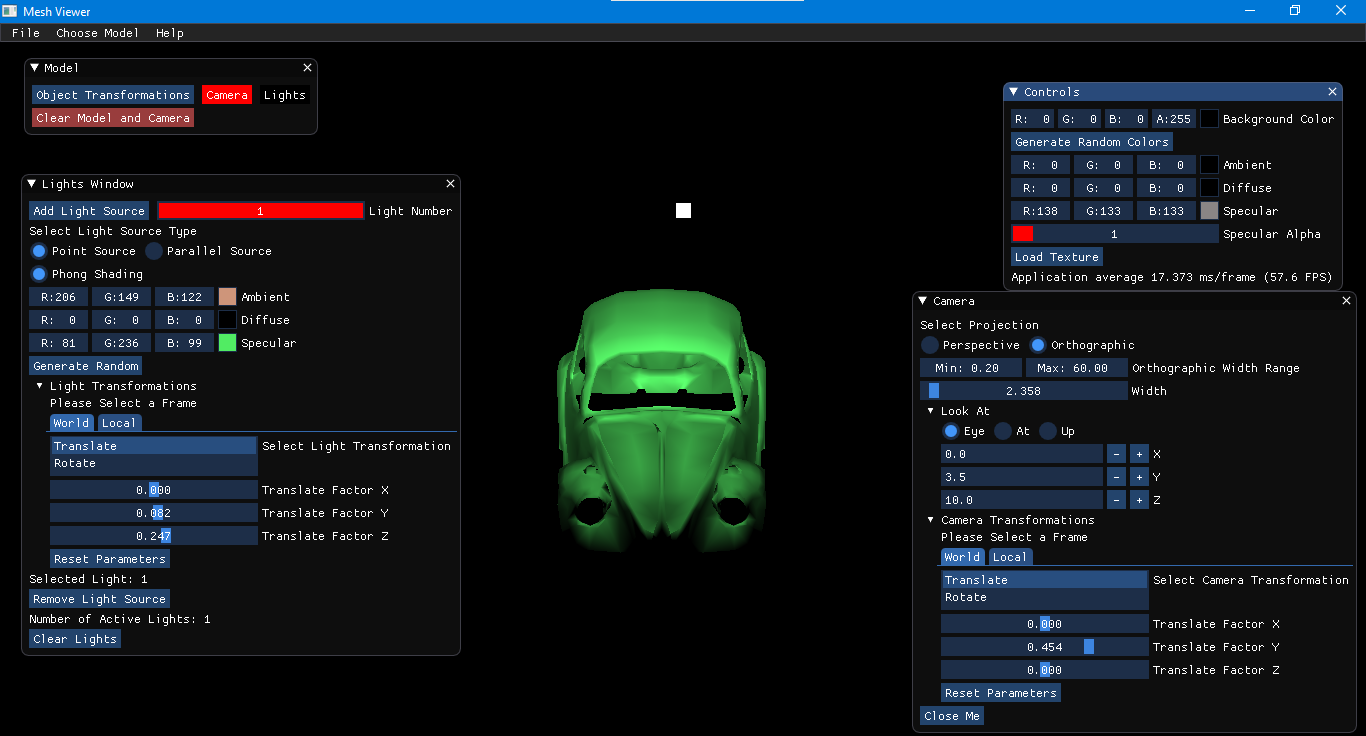 Mesh Viewer
File Choose Model Help
Model
Object Transformations Camera Lights
Clear Model and Camera
Lights Window
Add Light Source 1 Light Number
Select Light Source Type
Point Source Parallel Source
Phong Shading
R:206 G:149 B:122 Ambient
R: 0 G: 0 B: 0 Diffuse
R: 81 G:236 B: 99 Specular
Generate Random
Light Transformations
Please Select a Frame
World Local
Translate Select Light Transformation
Rotate
0.000 Translate Factor X
0.082 Translate Factor Y
0.247 Translate Factor Z
Reset Parameters
Selected Light: 1
Remove Light Source
Number of Active Lights: 1
Clear Lights
Controls
R: 0 G: 0 B: 0 A:255 Background Color
Generate Random Colors
R: 0 G: 0 B: 0 Ambient
R: 0 G: 0 B: 0 Diffuse
R:138 G:133 B:133 Specular
1 Specular Alpha
Load Texture
Application average 17.373 ms/frame (57.6 FPS)
Camera
Select Projection
Perspective Orthographic
Min: 0.20 Max: 60.00 Orthographic Width Range
2.358 Width
Look At
Eye At Up
0.0 - + X
3.5 - + Y
10.0 - + Z
Camera Transformations
Please Select a Frame
World Local
Translate Select Camera Transformation
Rotate
0.000 Translate Factor X
0.454 Translate Factor Y
0.000 Translate Factor Z
Reset Parameters
Close Me